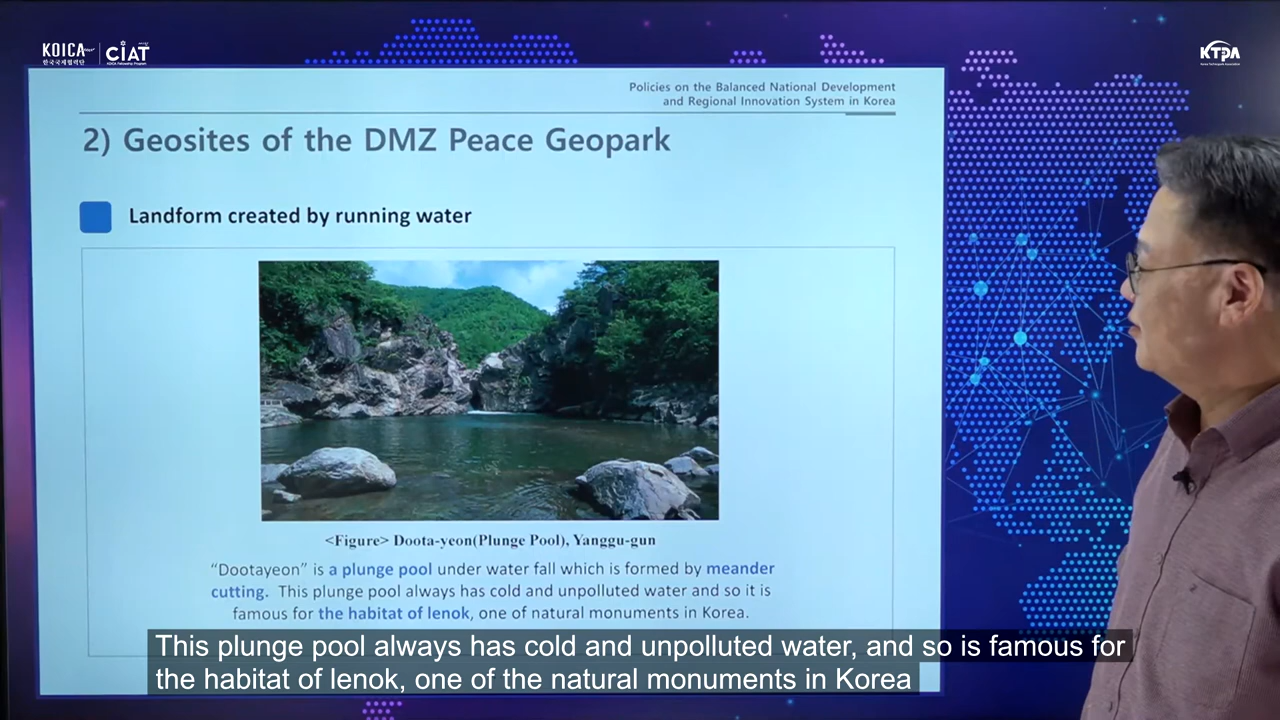 KOICA
한국국제협력단
CIAT
KOICA Fellowship Program
KTPA
Korea Technopark Association
Policies on the Balanced National Development
and Regional Innovation System in Korea
2) Geosites of the DMZ Peace Geopark
Landform created by running water
<Figure> Doota-yeon(Plunge Pool), Yanggu-gun
“Dootayeon” is a plunge pool under water fall which is formed by meander
cutting. This plunge pool always has cold and unpolluted water and so it is
famous for the habitat of lenok, one of natural monuments in Korea.
This plunge pool always has cold and unpolluted water, and so is famous for
the habitat of lenok, one of the natural monuments in Korea